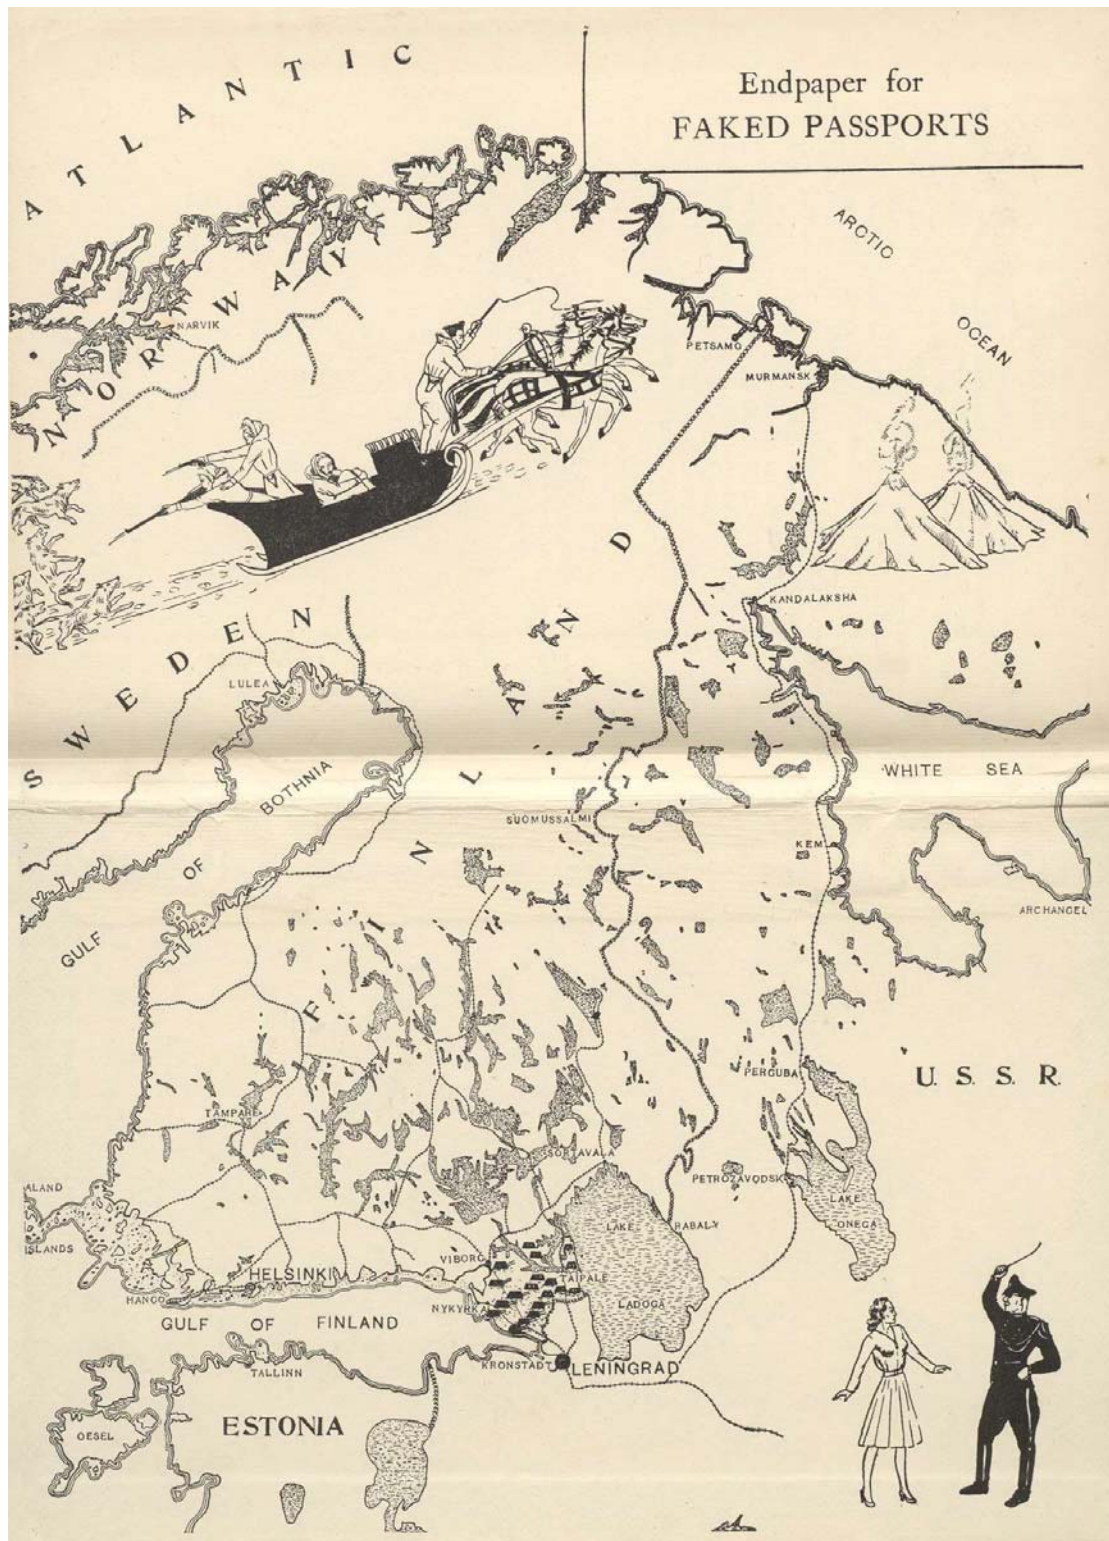 Endpaper for
FAKED PASSPORTS
ATLANTIC
ARCTIC
OCEAN
NORWAY
NARVIK
PETSAMO
MURMANSK
KANDALAKSHA
SWEDEN
FINLAND
LULEA
GULF OF BOTHNIA
WHITE SEA
SUOMUSSALMI
KEM
ARCHANGEL
U. S. S. R.
PERGUBA
TAMPARE
SORTAVALA
PETROZAVODSK
LAKE
ONEGA
ALAND
ISLANDS
LAKE
LADOGA
RABALY
VIBORG
TAIPALE
HELSINKI
HANGO
NYKYRKA
GULF OF FINLAND
KRONSTADT
LENINGRAD
TALLINN
ESTONIA
OESEL